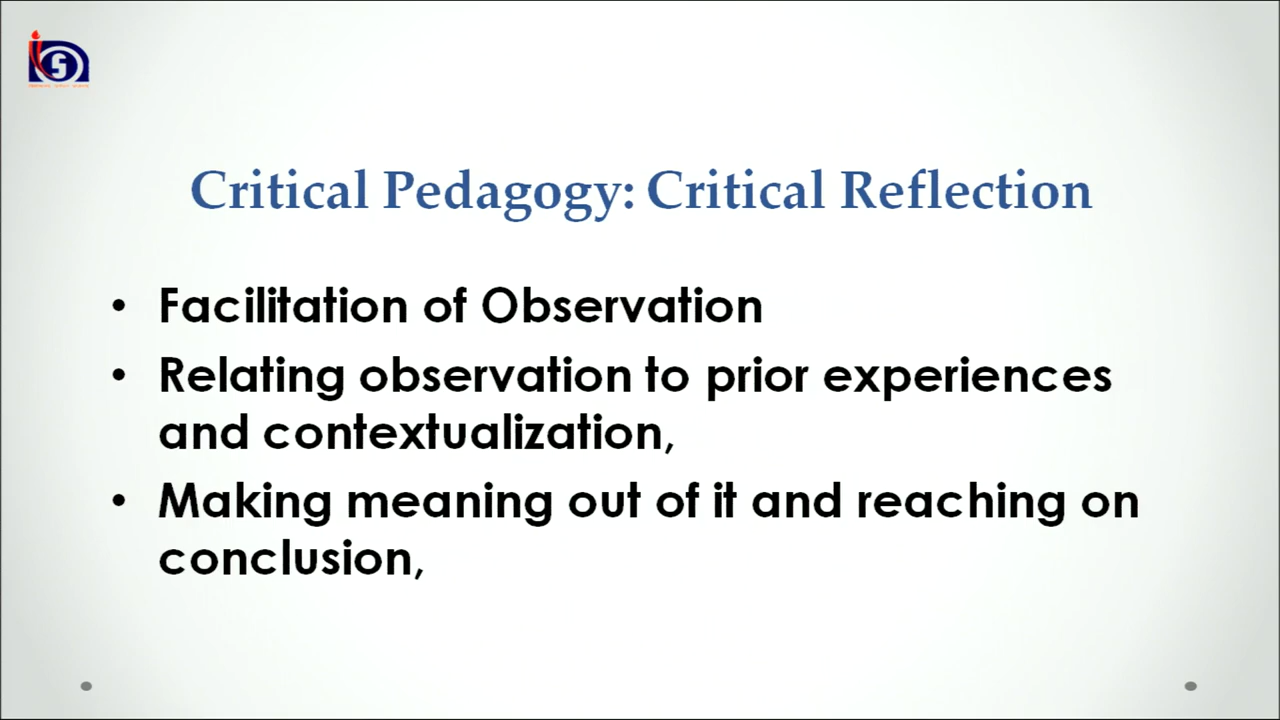 Critical Pedagogy: Critical Reflection
• Facilitation of Observation
• Relating observation to prior experiences
and contextualization,
• Making meaning out of it and reaching on
conclusion,